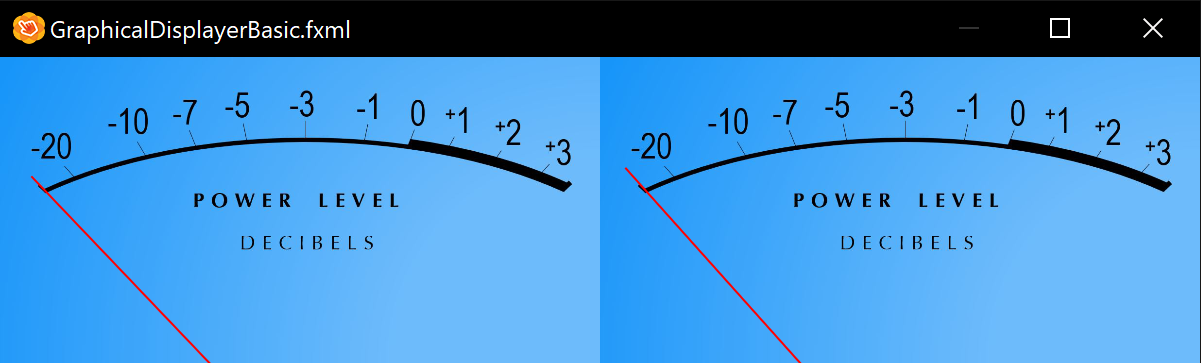 GraphicalDisplayerBasic.fxml
-20 -10 -7 -5 -3 -1 0 +1 +2 +3
POWER LEVEL
DECIBELS
-20 -10 -7 -5 -3 -1 0 +1 +2 +3
POWER LEVEL
DECIBELS